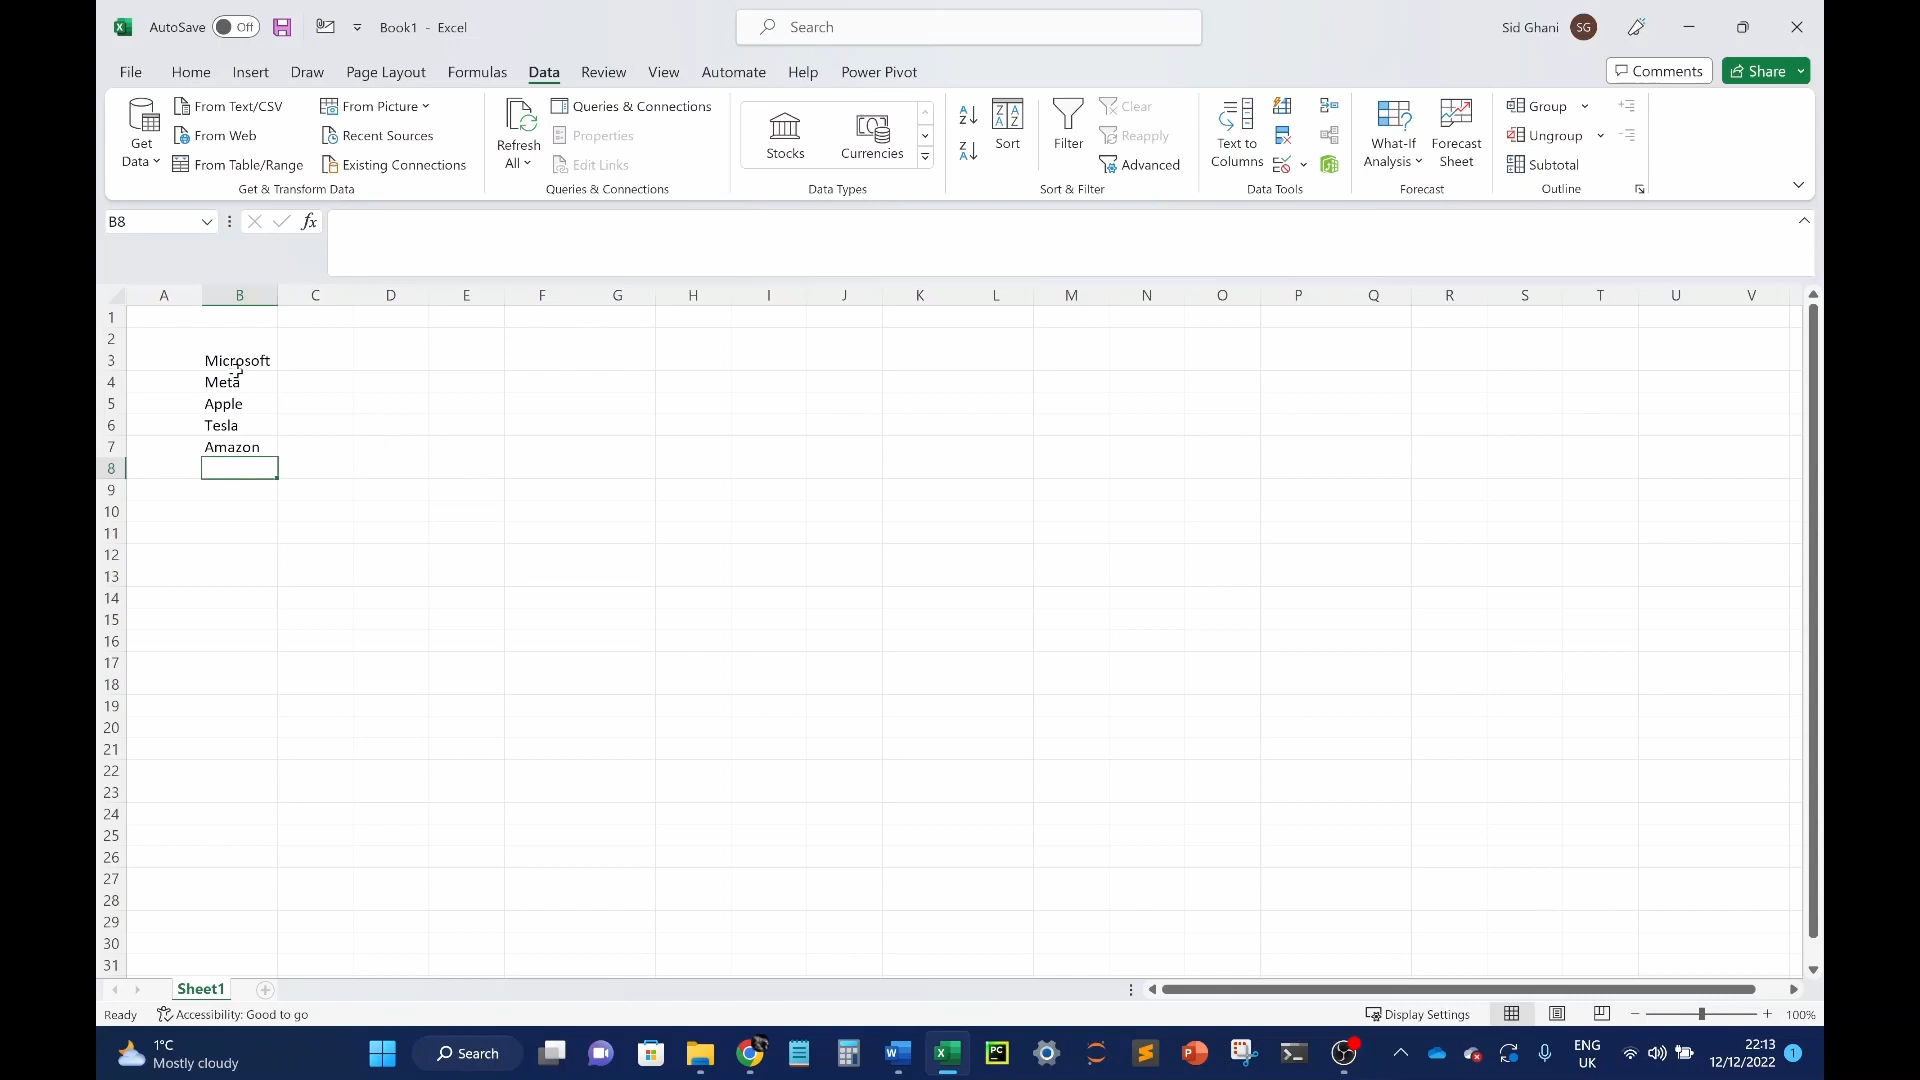 AutoSave Off Book1 - Excel Search Sid Ghani SG
File Home Insert Draw Page Layout Formulas Data Review View Automate Help Power Pivot Comments Share
Get Data
From Text/CSV
From Web
From Table/Range
From Picture
Recent Sources
Existing Connections
Get & Transform Data
Refresh All
Queries & Connections
Properties
Edit Links
Queries & Connections
Stocks
Currencies
Data Types
Sort
Filter
Clear
Reapply
Advanced
Sort & Filter
Text to Columns
Data Tools
What-If Analysis
Forecast Sheet
Forecast
Group
Ungroup
Subtotal
Outline
B8 fx
A B C D E F G H I J K L M N O P Q R S T U V
1
2
3 Microsoft
4 Meta
5 Apple
6 Tesla
7 Amazon
8
9
10
11
12
13
14
15
16
17
18
19
20
21
22
23
24
25
26
27
28
29
30
31
Sheet1
Ready Accessibility: Good to go Display Settings 100%
1°C
Mostly cloudy
Search
ENG
UK
22:13
12/12/2022
1